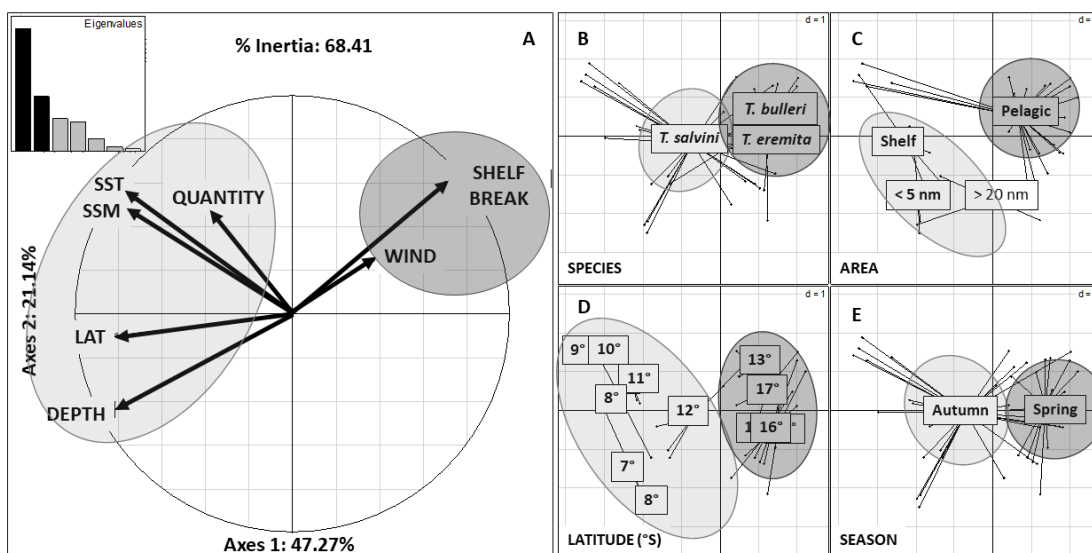 Eigenvalues
% Inertia: 68.41
A
SST
SSM
QUANTITY
SHELF
BREAK
WIND
LAT
DEPTH
Axes 2: 21.14%
Axes 1: 47.27%
B
d = 1
T. bulleri
T. salvini
T. eremita
SPECIES
C
d =
Pelagic
Shelf
< 5 nm
> 20 nm
AREA
D
d = 1
9°
10°
11°
8°
12°
13°
17°
16°
7°
8°
LATITUDE (°S)
E
d =
Autumn
Spring
SEASON